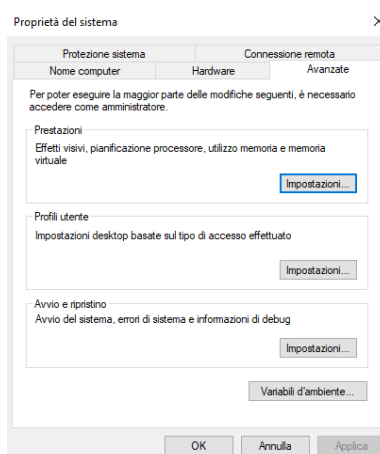 Proprietà del sistema
Protezione sistema
Connessione remota
Nome computer
Hardware
Avanzate
Per poter eseguire la maggior parte delle modifiche seguenti, è necessario
accedere come amministratore.
Prestazioni
Effetti visivi, pianificazione processore, utilizzo memoria e memoria
virtuale
Impostazioni...
Profili utente
Impostazioni desktop basate sul tipo di accesso effettuato
Impostazioni...
Avvio e ripristino
Avvio del sistema, errori di sistema e informazioni di debug
Impostazioni...
Variabili d'ambiente...
OK
Annulla
Applica